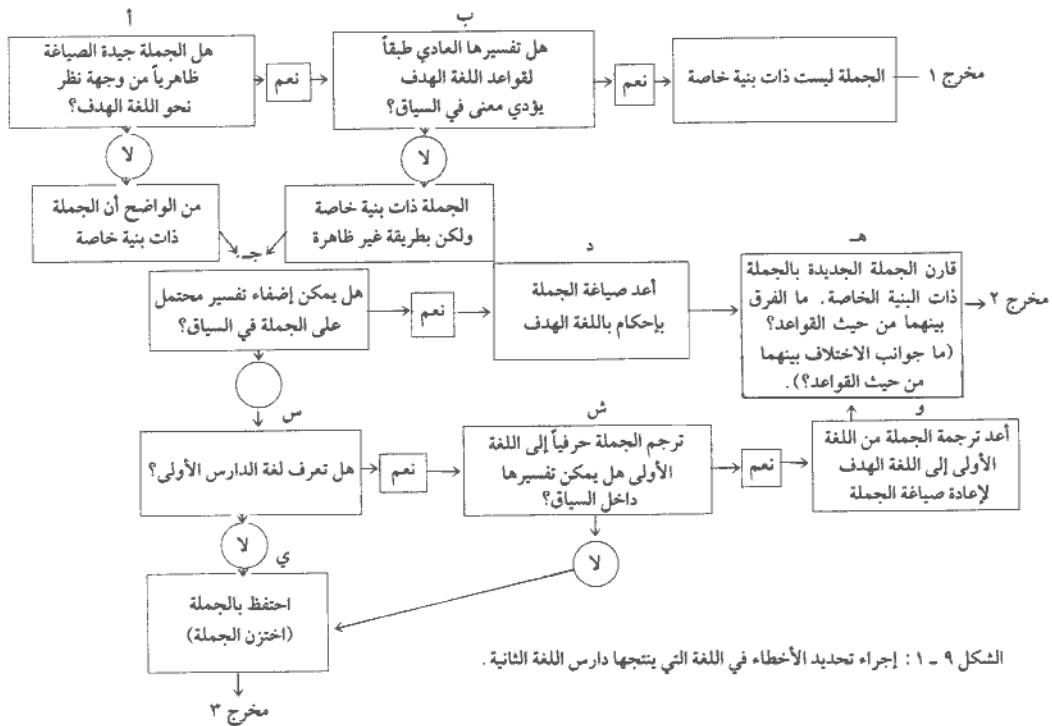 أ
هل الجملة جيدة الصياغة
ظاهرياً من وجهة نظر
نحو اللغة الهدف؟
نعم
ب
هل تفسيرها العادي طبقاً
لقواعد اللغة الهدف
يؤدي معنى في السياق؟
نعم
الجملة ليست ذات بنية خاصة
مخرج ١
لا
لا
من الواضح أن الجملة
ذات بنية خاصة
الجملة ذات بنية خاصة
ولكن بطريقة غير ظاهرة
جـ
هل يمكن إضفاء تفسير محتمل
على الجملة في السياق؟
نعم
د
أعد صياغة الجملة
بإحكام باللغة الهدف
هـ
قارن الجملة الجديدة بالجملة
ذات البنية الخاصة. ما الفرق
بينهما من حيث القواعد؟
(ما جوانب الاختلاف بينهما
من حيث القواعد؟).
مخرج ٢
س
هل تعرف لغة الدارس الأولى؟
نعم
ش
ترجم الجملة حرفياً إلى اللغة
الأولى هل يمكن تفسيرها
داخل السياق؟
نعم
و
أعد ترجمة الجملة من اللغة
الأولى إلى اللغة الهدف
لإعادة صياغة الجملة
لا
لا
ي
احتفظ بالجملة
(اختزن الجملة)
مخرج ٣
الشكل ٩ – ١: إجراء تحديد الأخطاء في اللغة التي ينتجها دارس اللغة الثانية.